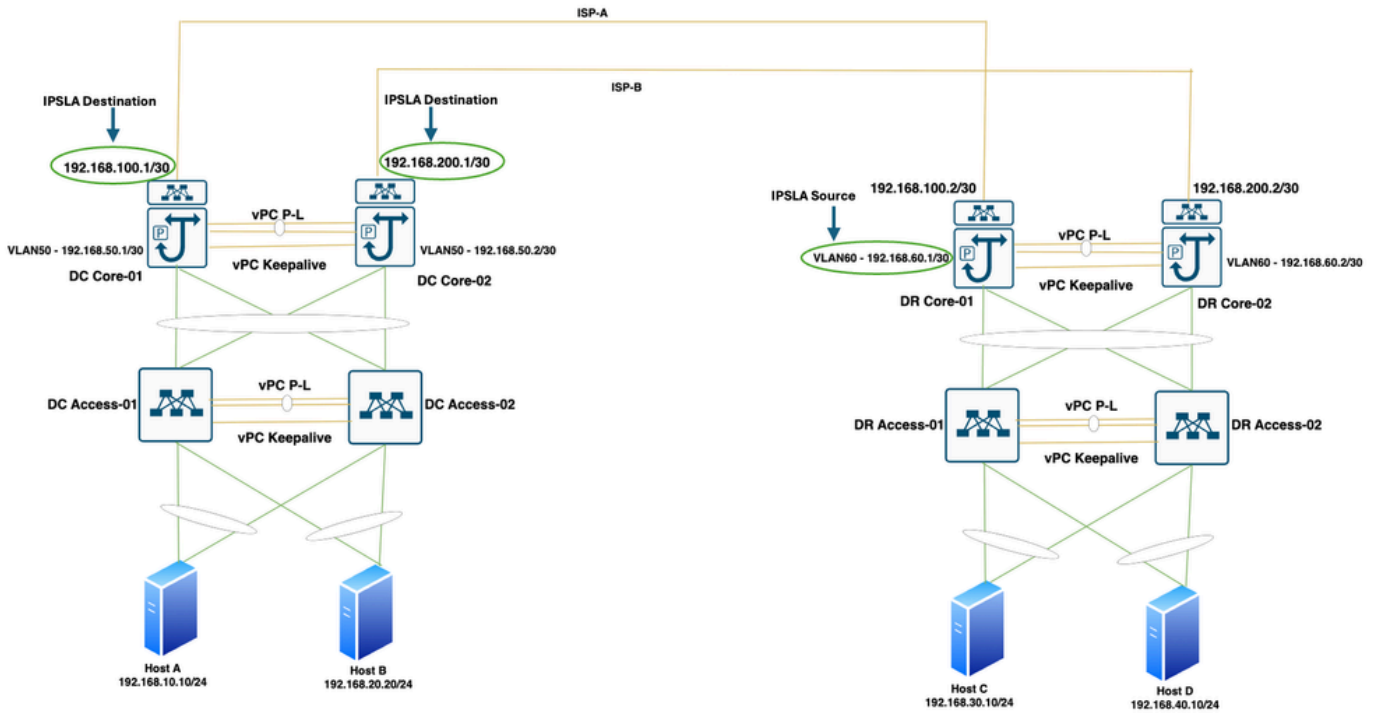 ISP-A
ISP-B
IPSLA Destination
IPSLA Destination
192.168.100.1/30
192.168.200.1/30
IPSLA Source
192.168.100.2/30
192.168.200.2/30
vPC P-L
P
P
VLAN50 - 192.168.50.1/30
VLAN50 - 192.168.50.2/30
vPC Keepalive
DC Core-01
DC Core-02
vPC P-L
P
P
VLAN60 - 192.168.60.1/30
VLAN60 - 192.168.60.2/30
vPC Keepalive
DR Core-01
DR Core-02
vPC P-L
DC Access-01
DC Access-02
vPC Keepalive
vPC P-L
DR Access-01
DR Access-02
vPC Keepalive
Host A
192.168.10.10/24
Host B
192.168.20.20/24
Host C
192.168.30.10/24
Host D
192.168.40.10/24